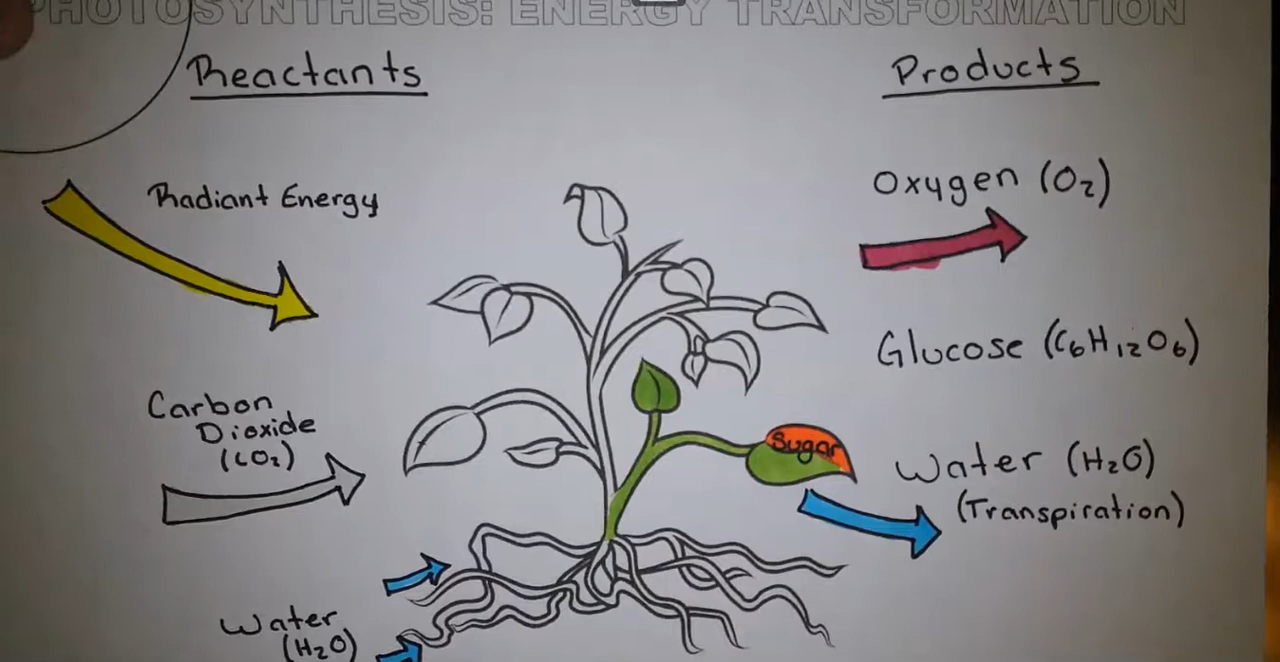 PHOTOSYNTHESIS: ENERGY TRANSFORMATION
Reactants
Products
Radiant Energy
Oxygen (O₂)
Carbon
Dioxide
(CO₂)
Glucose (C₆H₁₂O₆)
Sugar
Water (H₂O)
(Transpiration)
Water
(H₂O)